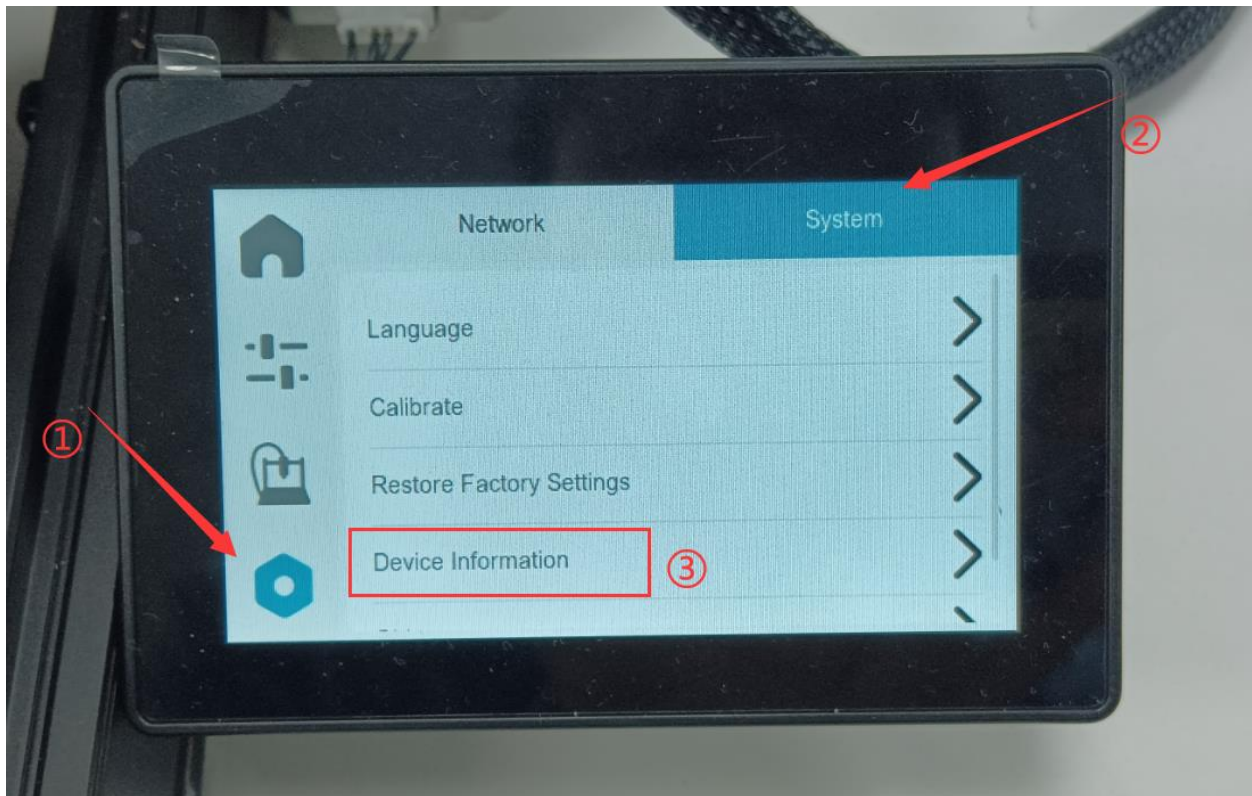 ②
Network System
Language
Calibrate
①
Restore Factory Settings
Device Information ③